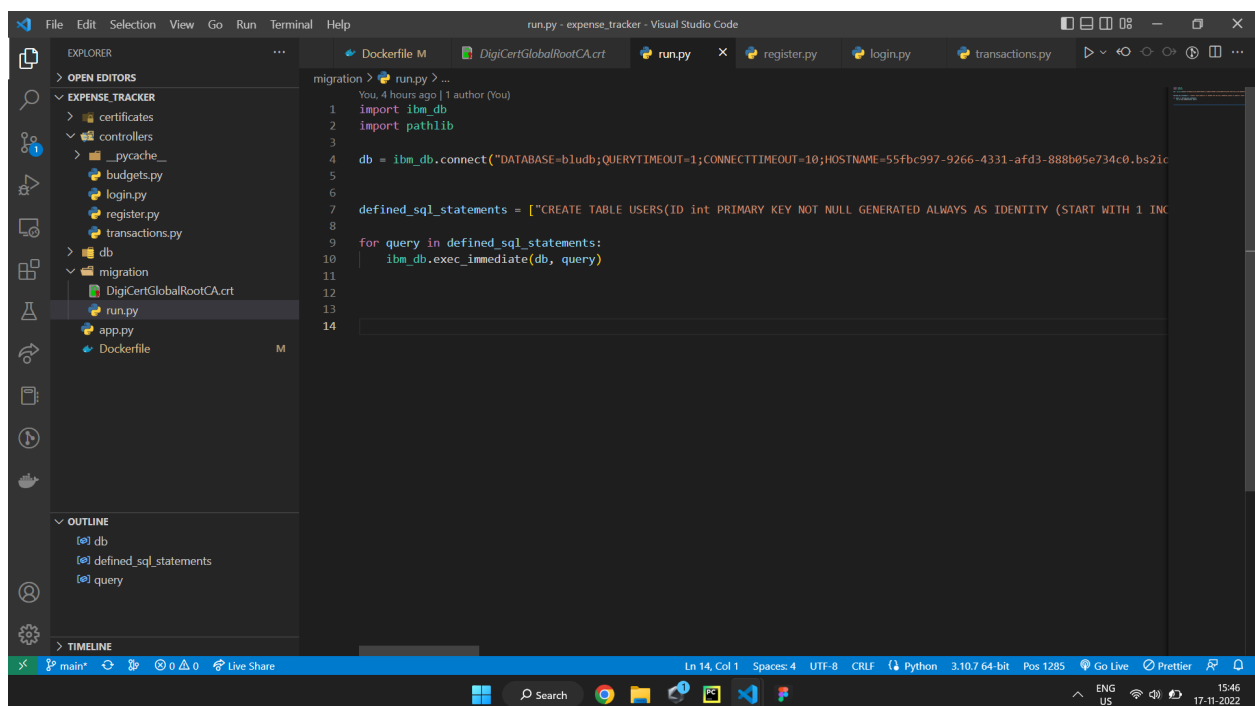 File Edit Selection View Go Run Terminal Help run.py - expense_tracker - Visual Studio Code
EXPLORER
OPEN EDITORS
EXPENSE_TRACKER
certificates
controllers
__pycache__
budgets.py
login.py
register.py
transactions.py
db
migration
DigiCertGlobalRootCA.crt
run.py
app.py
Dockerfile M
OUTLINE
db
defined_sql_statements
query
TIMELINE
Dockerfile M DigiCertGlobalRootCA.crt run.py register.py login.py transactions.py
migration > run.py > ...
You, 4 hours ago | 1 author (You)
1 import ibm_db
2 import pathlib
3
4 db = ibm_db.connect("DATABASE=bludb;QUERYTIMEOUT=1;CONNECTTIMEOUT=10;HOSTNAME=55fbc997-9266-4331-afd3-888b05e734c0.bs2io
5
6
7 defined_sql_statements = ["CREATE TABLE USERS(ID int PRIMARY KEY NOT NULL GENERATED ALWAYS AS IDENTITY (START WITH 1 INC
8
9 for query in defined_sql_statements:
10 ibm_db.exec_immediate(db, query)
11
12
13
14
main* 0 0 Live Share Ln 14, Col 1 Spaces: 4 UTF-8 CRLF Python 3.10.7 64-bit Pos 1285 Go Live Prettier
Search ENG US 15:46 17-11-2022